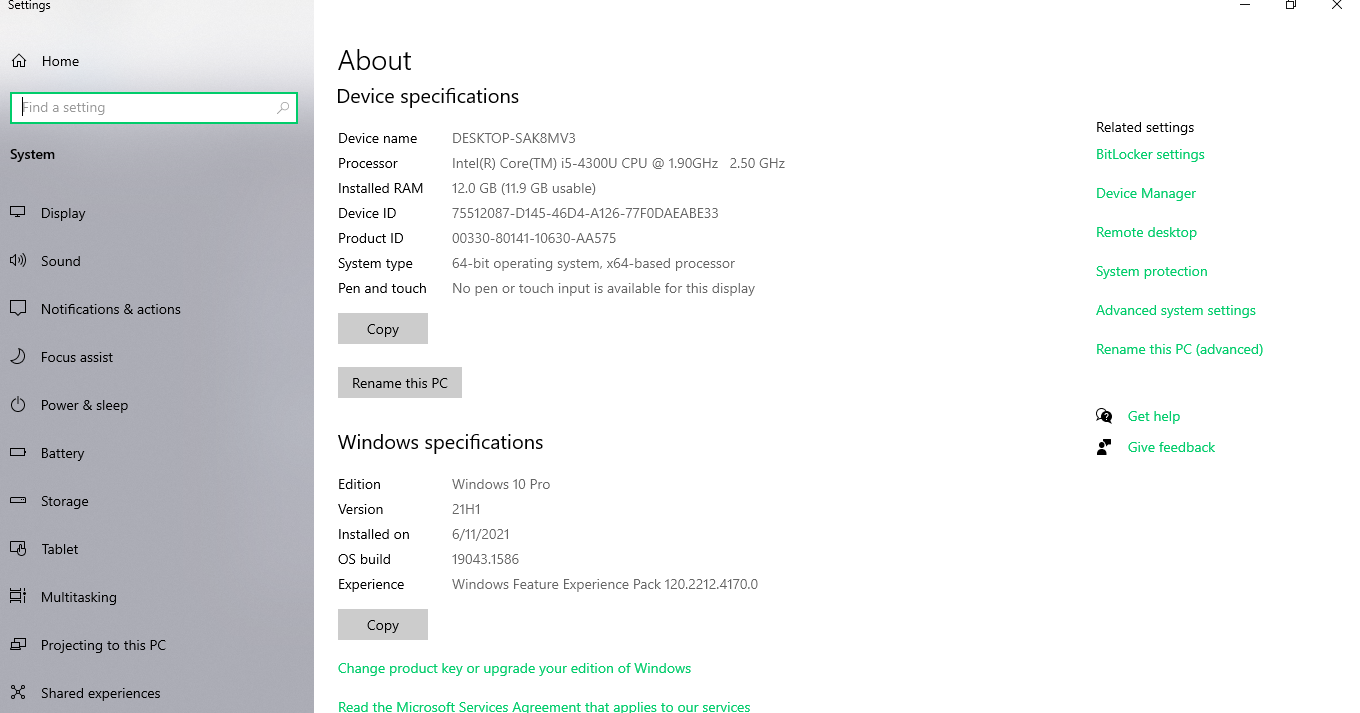 Settings
Home
Find a setting
System
Display
Sound
Notifications & actions
Focus assist
Power & sleep
Battery
Storage
Tablet
Multitasking
Projecting to this PC
Shared experiences
About
Device specifications
Device name DESKTOP-SAK8MV3
Processor Intel(R) Core(TM) i5-4300U CPU @ 1.90GHz 2.50 GHz
Installed RAM 12.0 GB (11.9 GB usable)
Device ID 75512087-D145-46D4-A126-77F0DAEABE33
Product ID 00330-80141-10630-AA575
System type 64-bit operating system, x64-based processor
Pen and touch No pen or touch input is available for this display
Copy
Rename this PC
Windows specifications
Edition Windows 10 Pro
Version 21H1
Installed on 6/11/2021
OS build 19043.1586
Experience Windows Feature Experience Pack 120.2212.4170.0
Copy
Change product key or upgrade your edition of Windows
Read the Microsoft Services Agreement that applies to our services
Related settings
BitLocker settings
Device Manager
Remote desktop
System protection
Advanced system settings
Rename this PC (advanced)
Get help
Give feedback